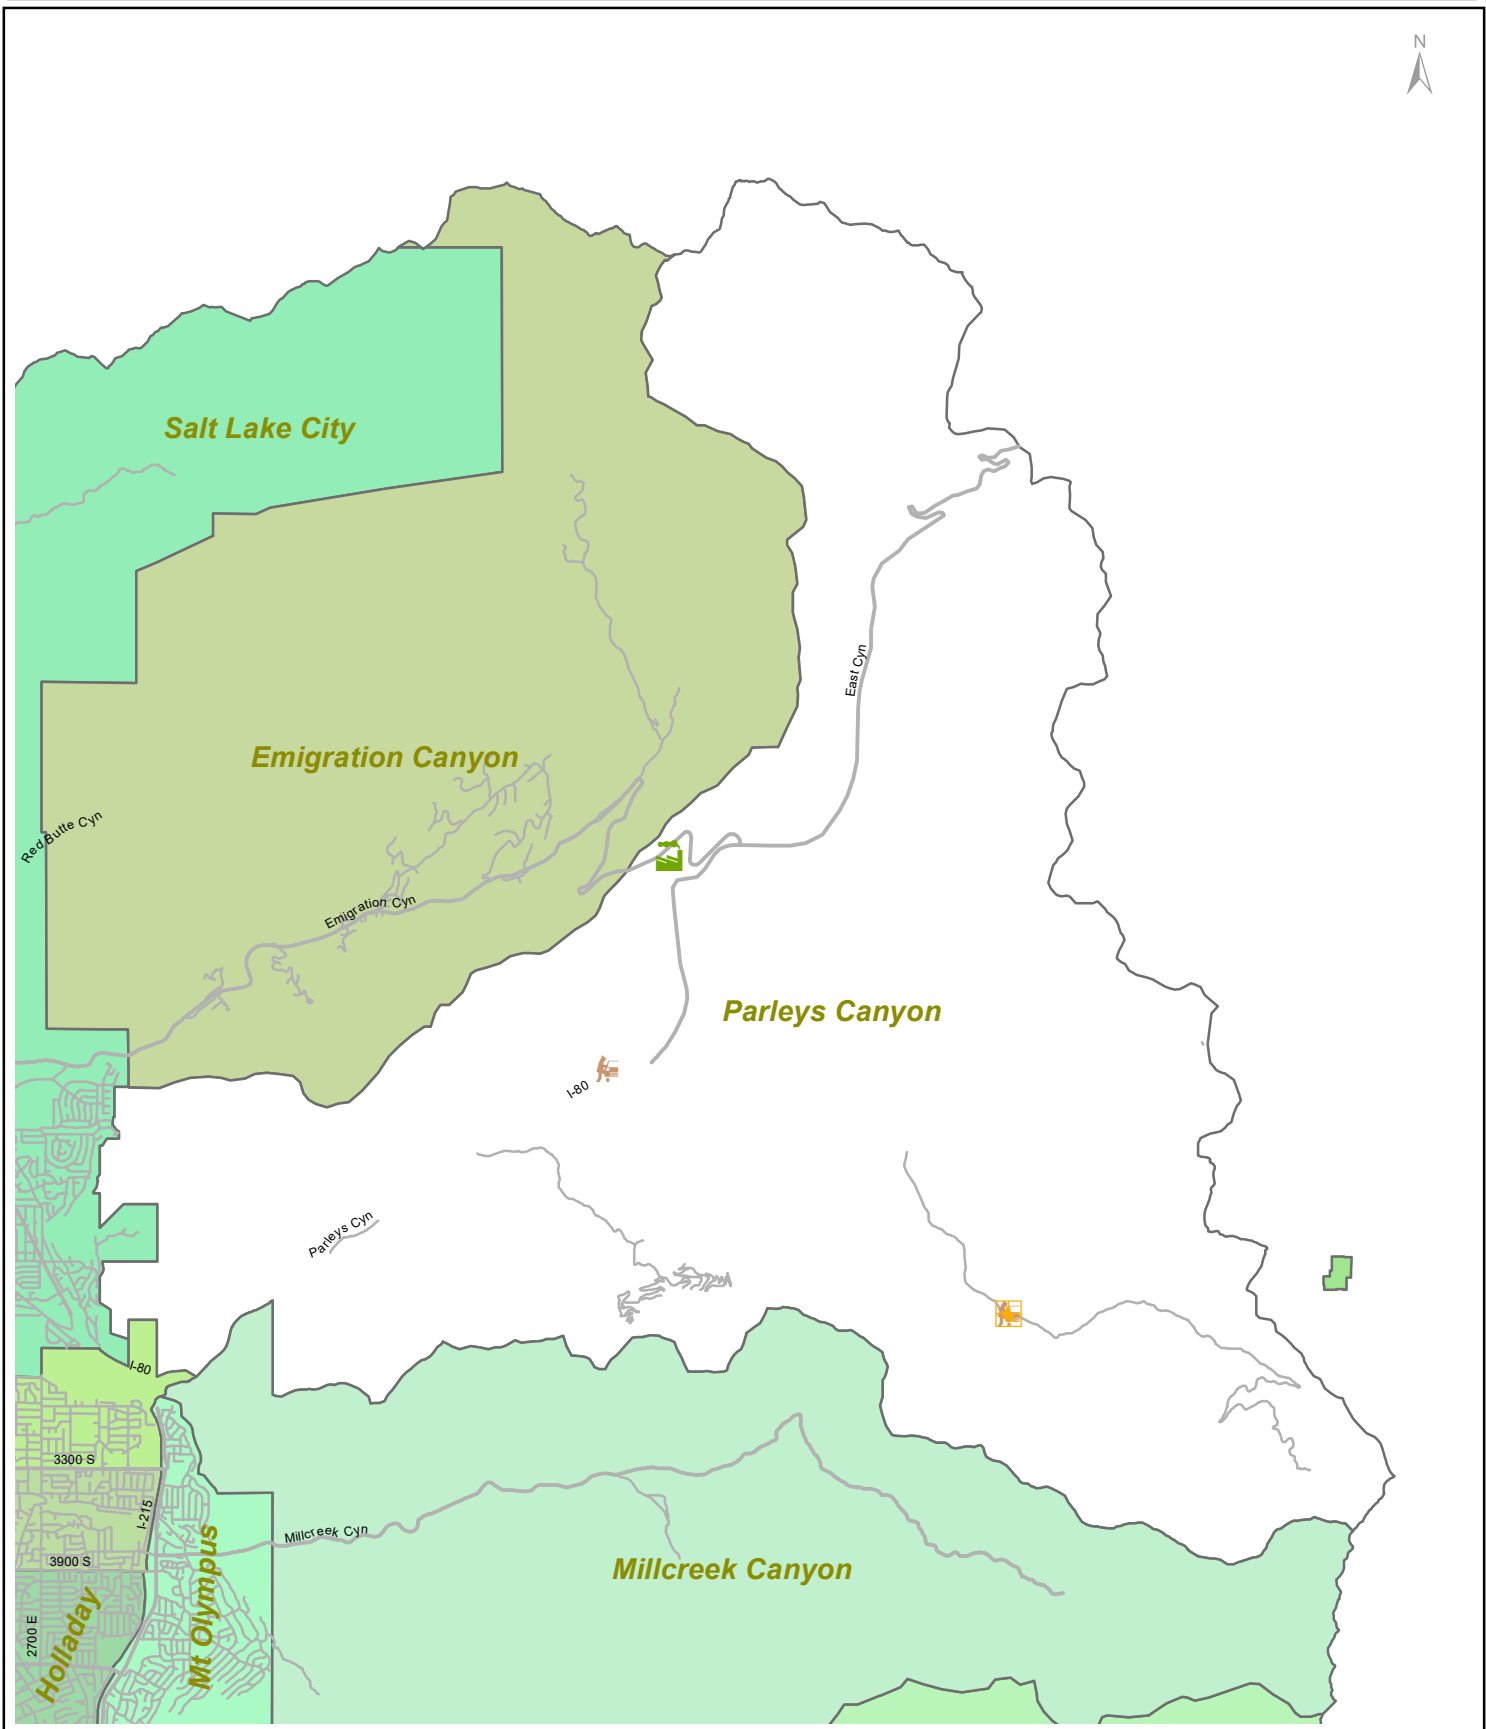 N
Salt Lake City
East Cyn
Emigration Canyon
Red Butte Cyn
Emigration Cyn
Parleys Canyon
I-80
Parleys Cyn
I-80
3300 S
I-215
Millcreek Cyn
3900 S
Millcreek Canyon
2700 E
Holladay
Mt Olympus